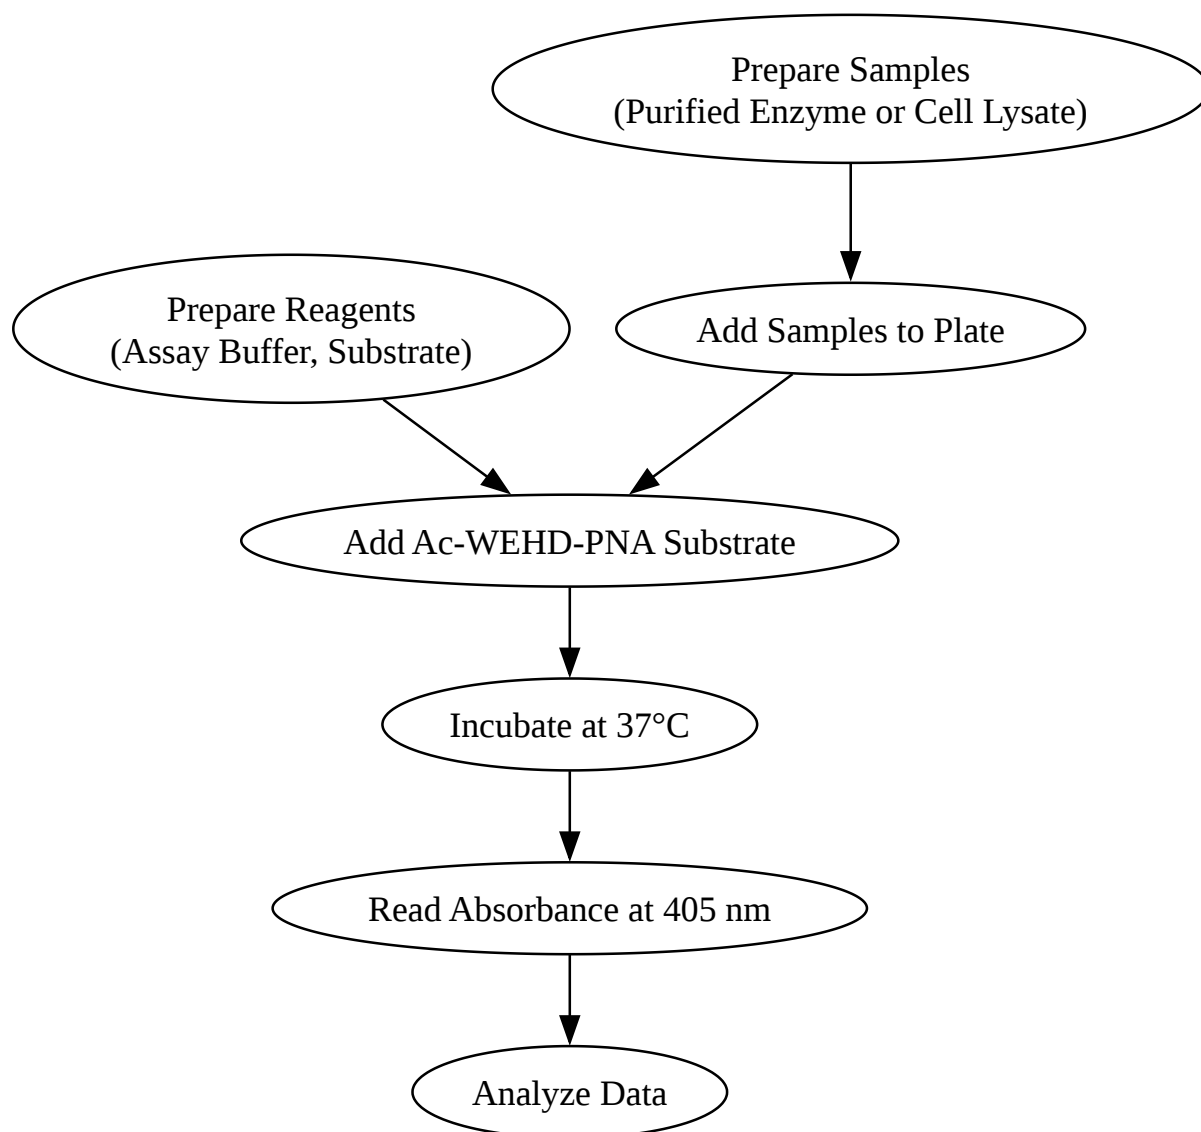 Prepare Samples
(Purified Enzyme or Cell Lysate)
Prepare Reagents
(Assay Buffer, Substrate)
Add Samples to Plate
Add Ac-WEHD-PNA Substrate
Incubate at 37°C
Read Absorbance at 405 nm
Analyze Data